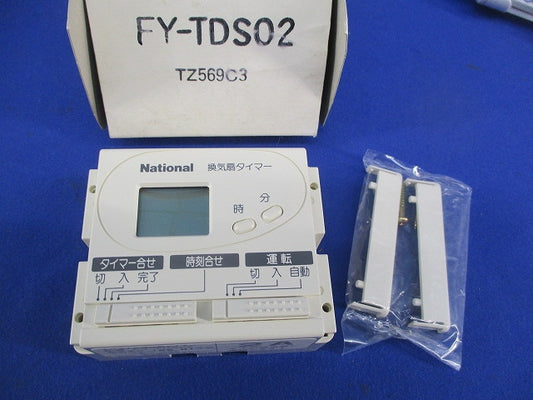 FY-TDS02
TZ569C3
National 換気扇タイマー
時 分
タイマー合せ 時刻合せ 運転
切 入 完了 切 入 自動